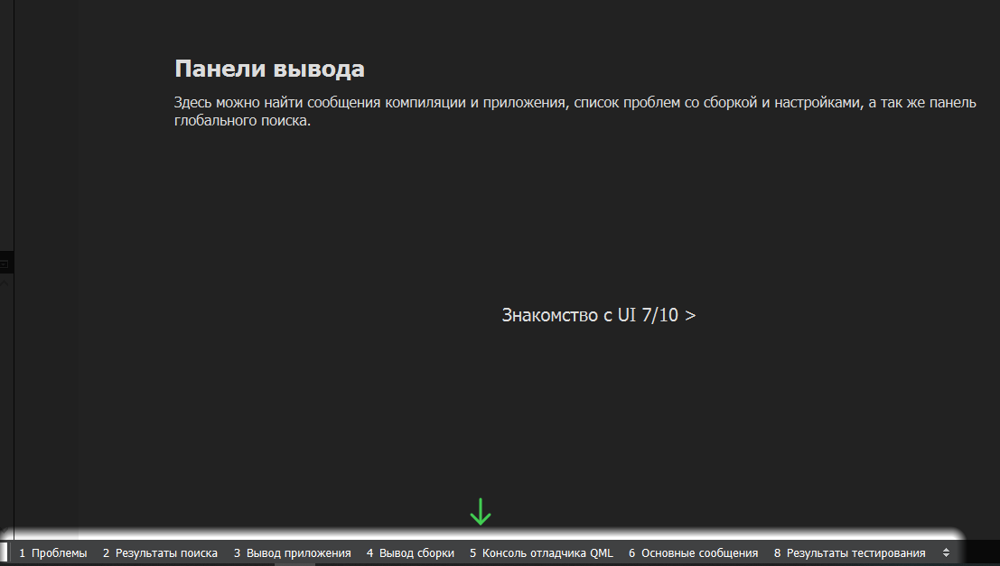 Панели вывода
Здесь можно найти сообщения компиляции и приложения, список проблем со сборкой и настройками, а так же панель
глобального поиска.
Знакомство с UI 7/10 >
1 Проблемы 2 Результаты поиска 3 Вывод приложения 4 Вывод сборки 5 Консоль отладчика QML 6 Основные сообщения 8 Результаты тестирования